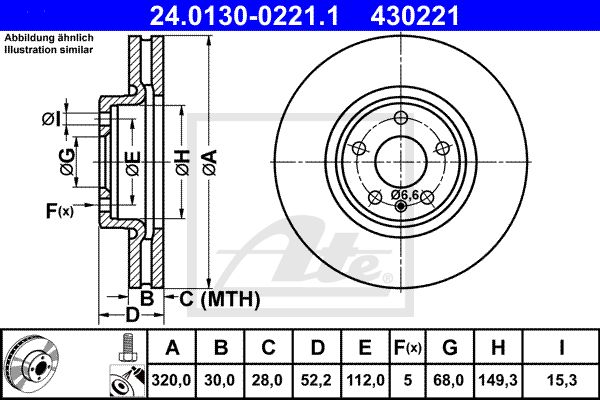 24.0130-0221.1 430221
Abbildung ähnlich
Illustration similar
ØI
ØG
ØE
ØH
ØA
F(x)
Ø6,6
B
C (MTH)
D
Ate
A B C D E F(x) G H I
320,0 30,0 28,0 52,2 112,0 5 68,0 149,3 15,3